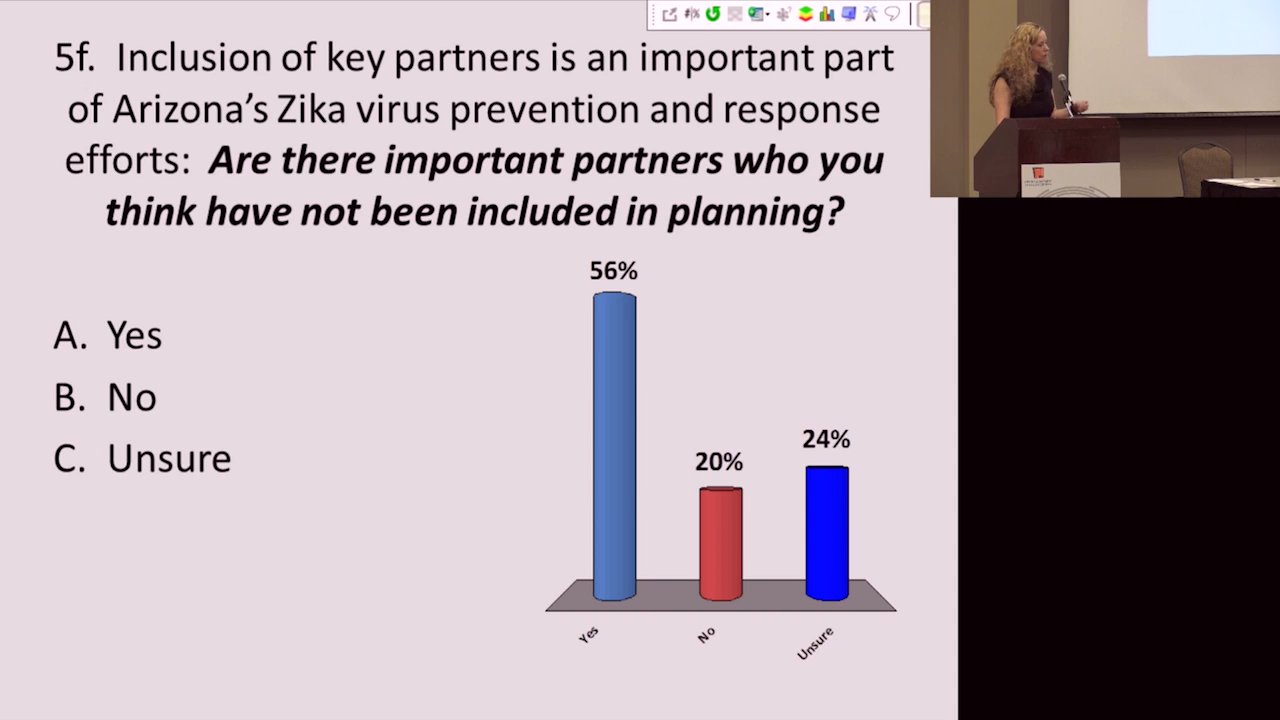 5f. Inclusion of key partners is an important part
of Arizona’s Zika virus prevention and response
efforts: Are there important partners who you
think have not been included in planning?
A. Yes
B. No
C. Unsure
56%
20%
24%
Yes
No
Unsure